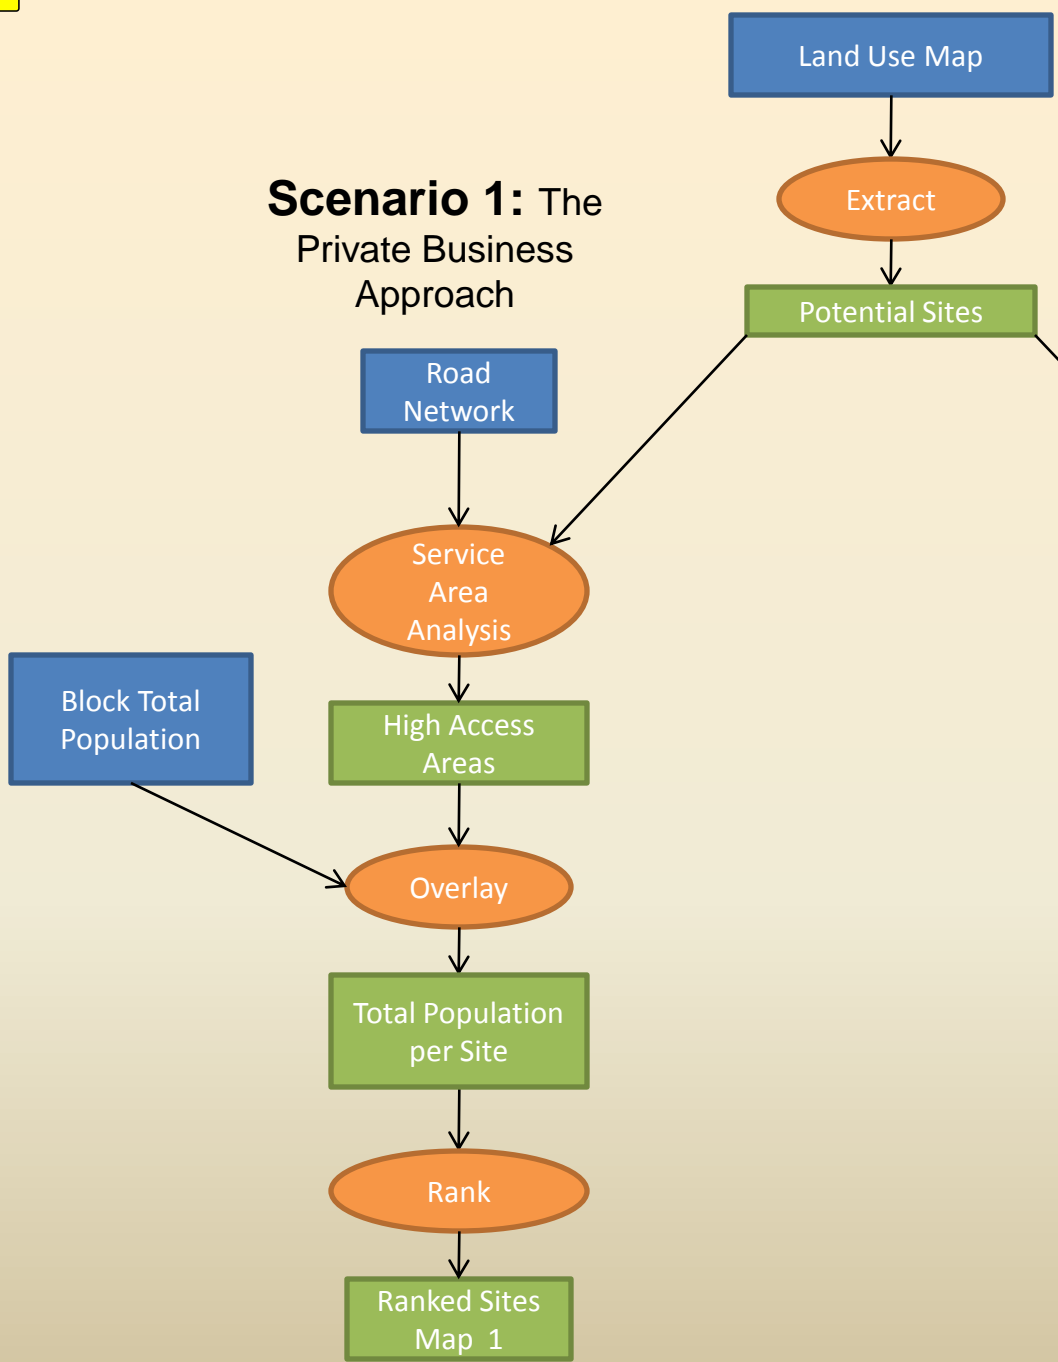 Land Use Map
Extract
Scenario 1: The
Private Business
Approach
Potential Sites
Road
Network
Service
Area
Analysis
Block Total
Population
High Access
Areas
Overlay
Total Population
per Site
Rank
Ranked Sites
Map 1